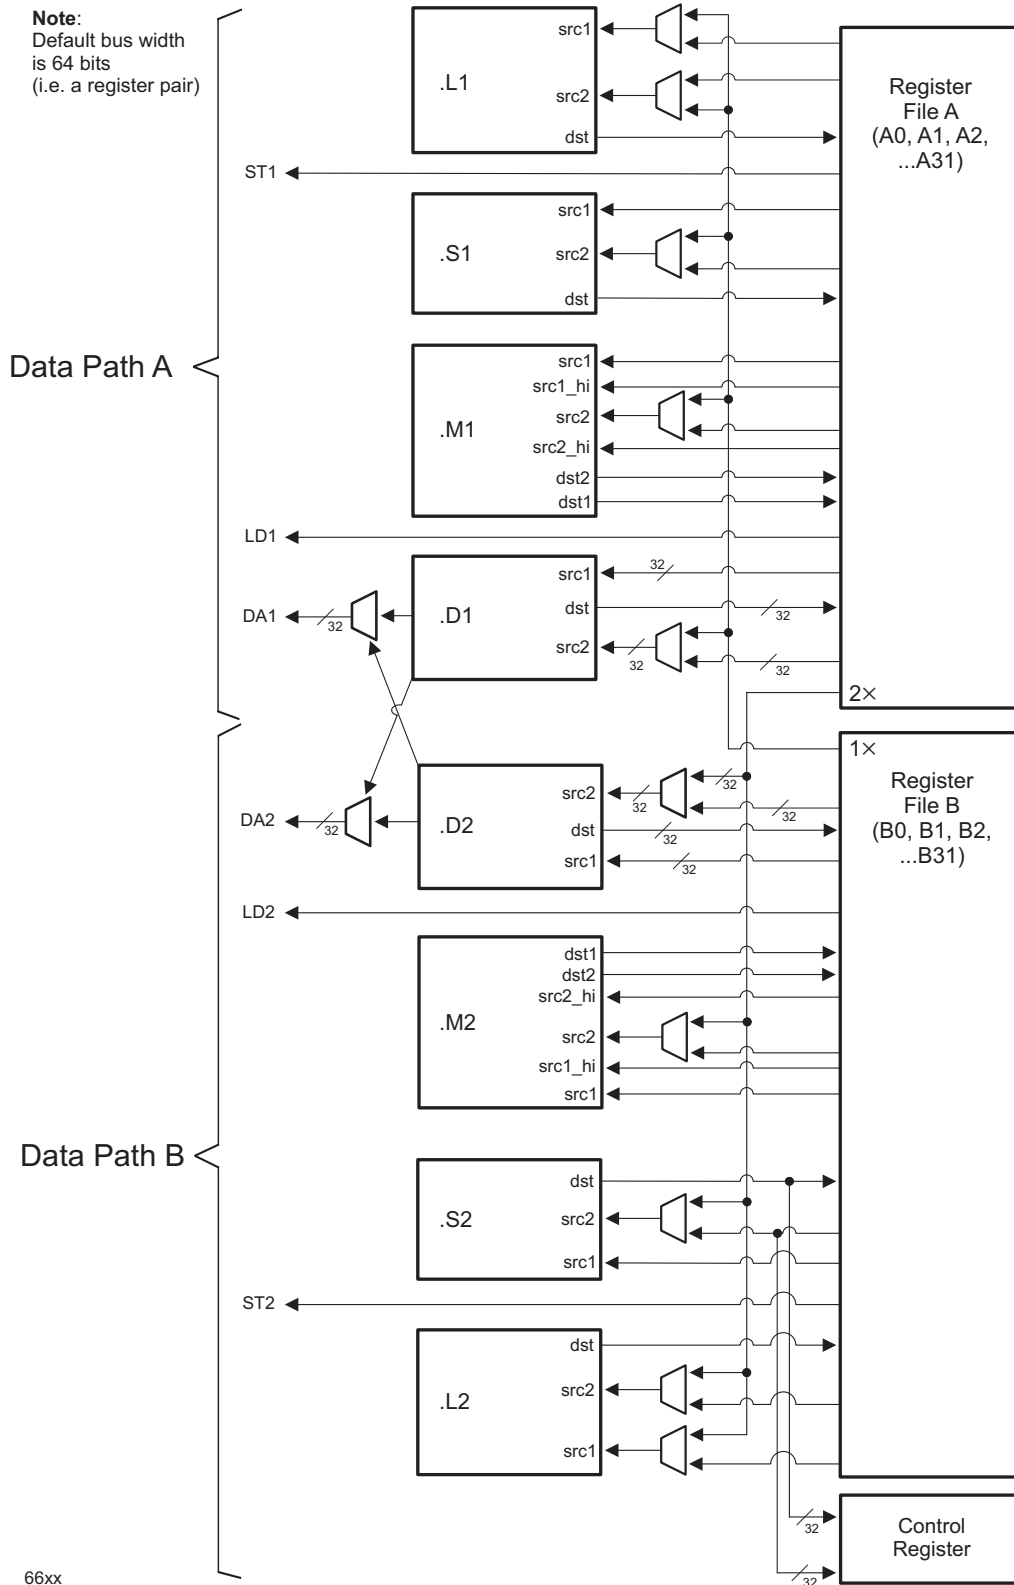 Note:
Default bus width
is 64 bits
(i.e. a register pair)
src1
.L1
src2
dst
Register
File A
(A0, A1, A2,
...A31)
ST1
src1
.S1
src2
dst
Data Path A
src1
src1_hi
.M1
src2
src2_hi
dst2
dst1
LD1
src1
32
DA1
32
.D1
dst
32
src2
32
32
2×
1×
Register
File B
(B0, B1, B2,
...B31)
DA2
32
.D2
src2
32
32
32
dst
32
src1
32
LD2
dst1
dst2
src2_hi
.M2
src2
src1_hi
src1
Data Path B
dst
.S2
src2
src1
ST2
dst
.L2
src2
src1
32
Control
Register
32
66xx